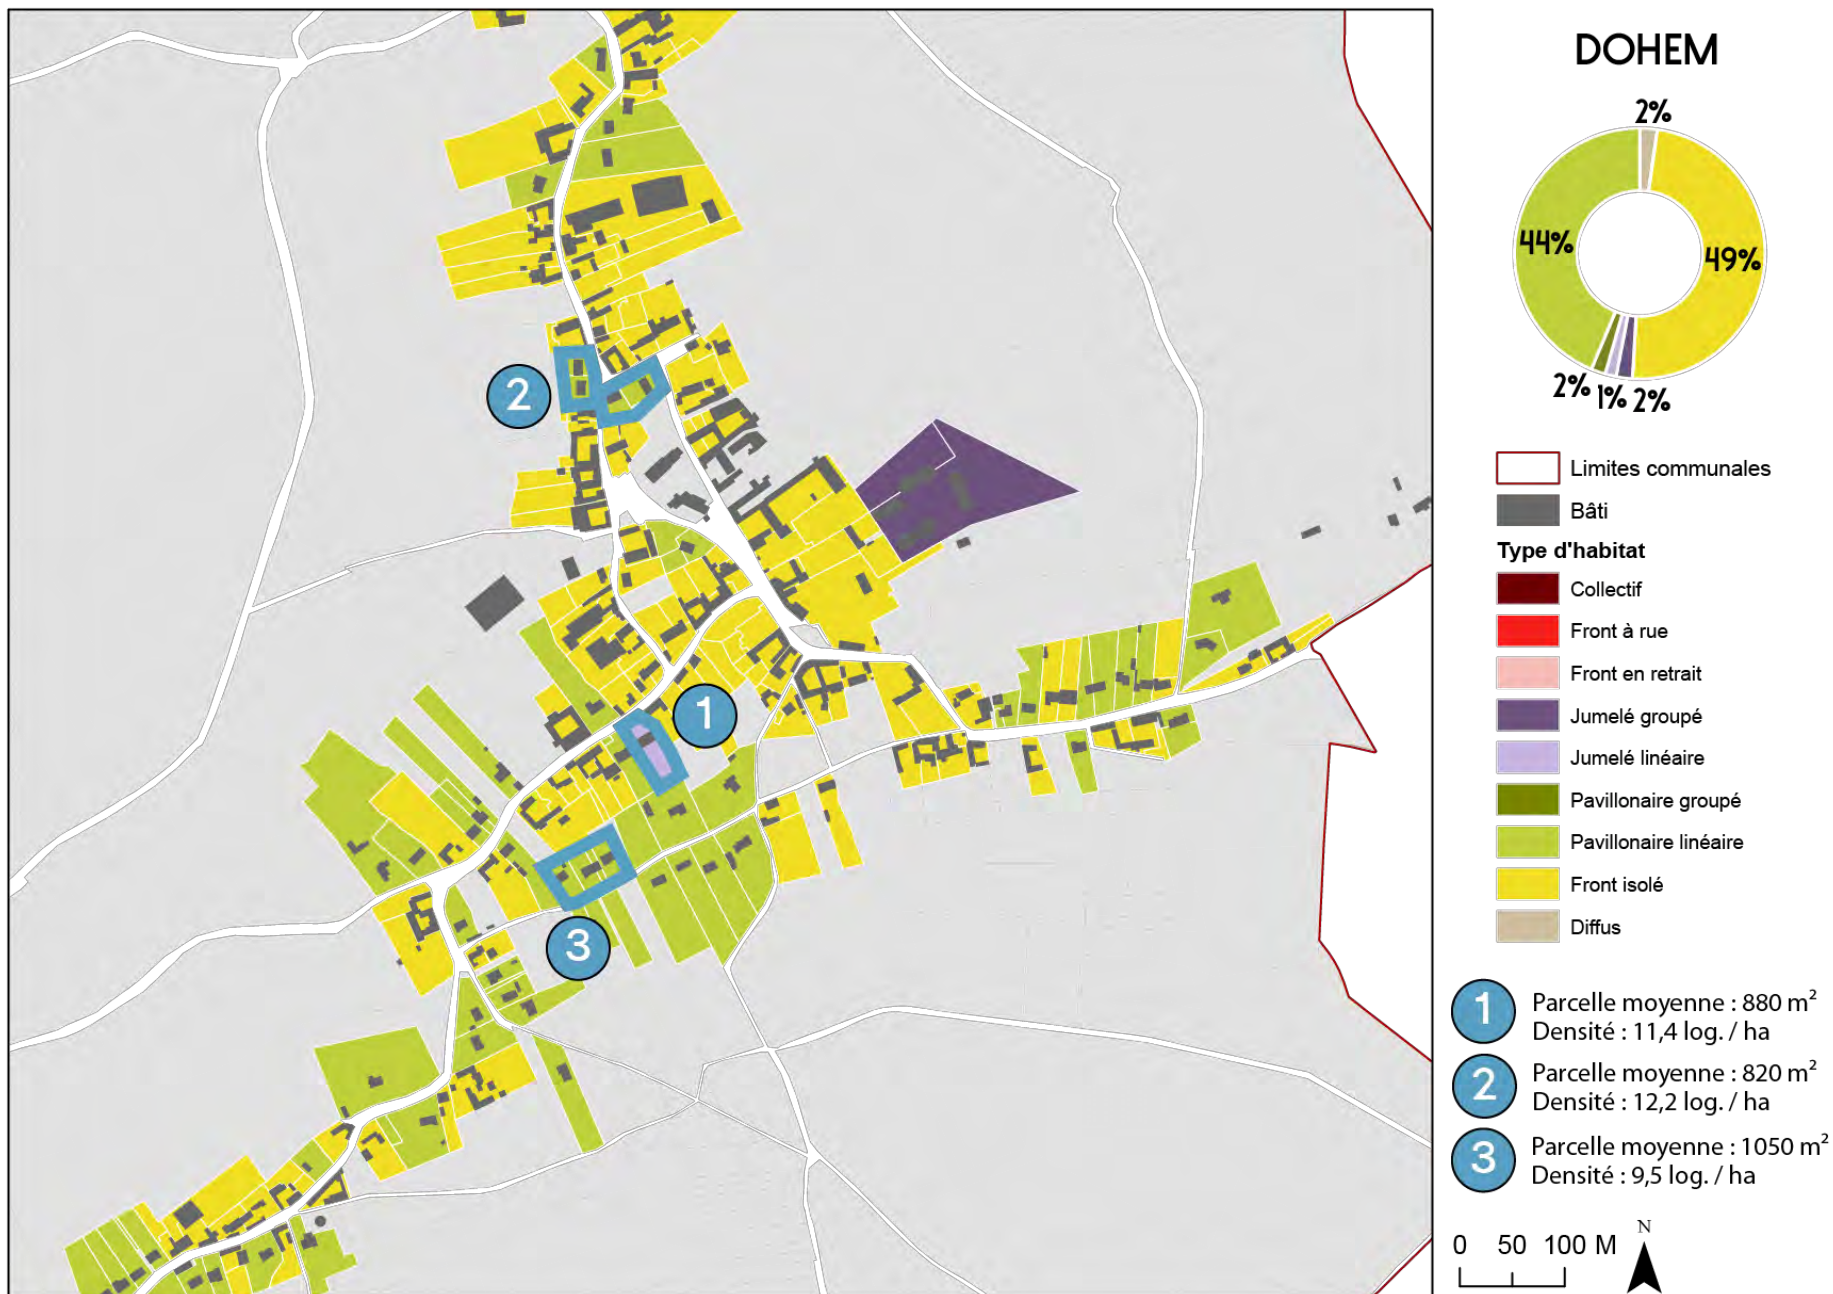 DOHEM
2%
44%
49%
2%
1%
2%
Limites communales
Bâti
Type d'habitat
Collectif
Front à rue
Front en retrait
Jumelé groupé
Jumelé linéaire
Pavillonaire groupé
Pavillonaire linéaire
Front isolé
Diffus
1
Parcelle moyenne : 880 m²
Densité : 11,4 log. / ha
2
Parcelle moyenne : 820 m²
Densité : 12,2 log. / ha
3
Parcelle moyenne : 1050 m²
Densité : 9,5 log. / ha
0 50 100 M
N
2
1
3